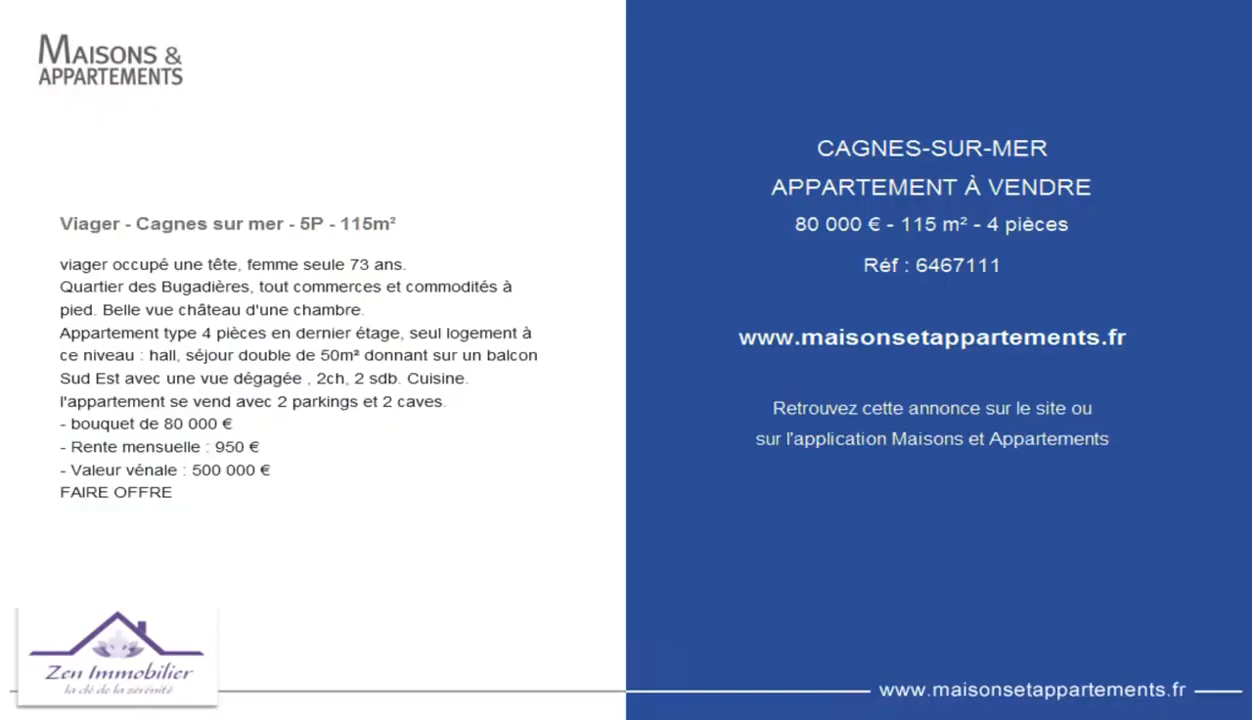 MAISONS &
APPARTEMENTS
Viager - Cagnes sur mer - 5P - 115m²
viager occupé une tête, femme seule 73 ans.
Quartier des Bugadières, tout commerces et commodités à
pied. Belle vue château d'une chambre.
Appartement type 4 pièces en dernier étage, seul logement à
ce niveau : hall, séjour double de 50m² donnant sur un balcon
Sud Est avec une vue dégagée , 2ch, 2 sdb. Cuisine.
l'appartement se vend avec 2 parkings et 2 caves.
- bouquet de 80 000 €
- Rente mensuelle : 950 €
- Valeur vénale : 500 000 €
FAIRE OFFRE
Zen Immobilier
la clé de la sérénité
CAGNES-SUR-MER
APPARTEMENT À VENDRE
80 000 € - 115 m² - 4 pièces
Réf : 6467111
www.maisonsetappartements.fr
Retrouvez cette annonce sur le site ou
sur l'application Maisons et Appartements
www.maisonsetappartements.fr